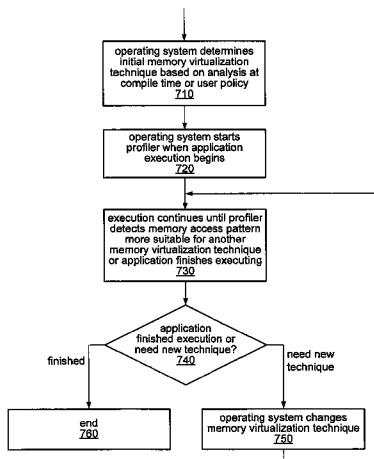 operating system determines
initial memory virtualization
technique based on analysis at
compile time or user policy
710
operating system starts
profiler when application
execution begins
720
execution continues until profiler
detects memory access pattern
more suitable for another
memory virtualization technique
or application finishes executing
730
application
finished execution or
need new technique?
740
finished
need new
technique
end
760
operating system changes
memory virtualization technique
750